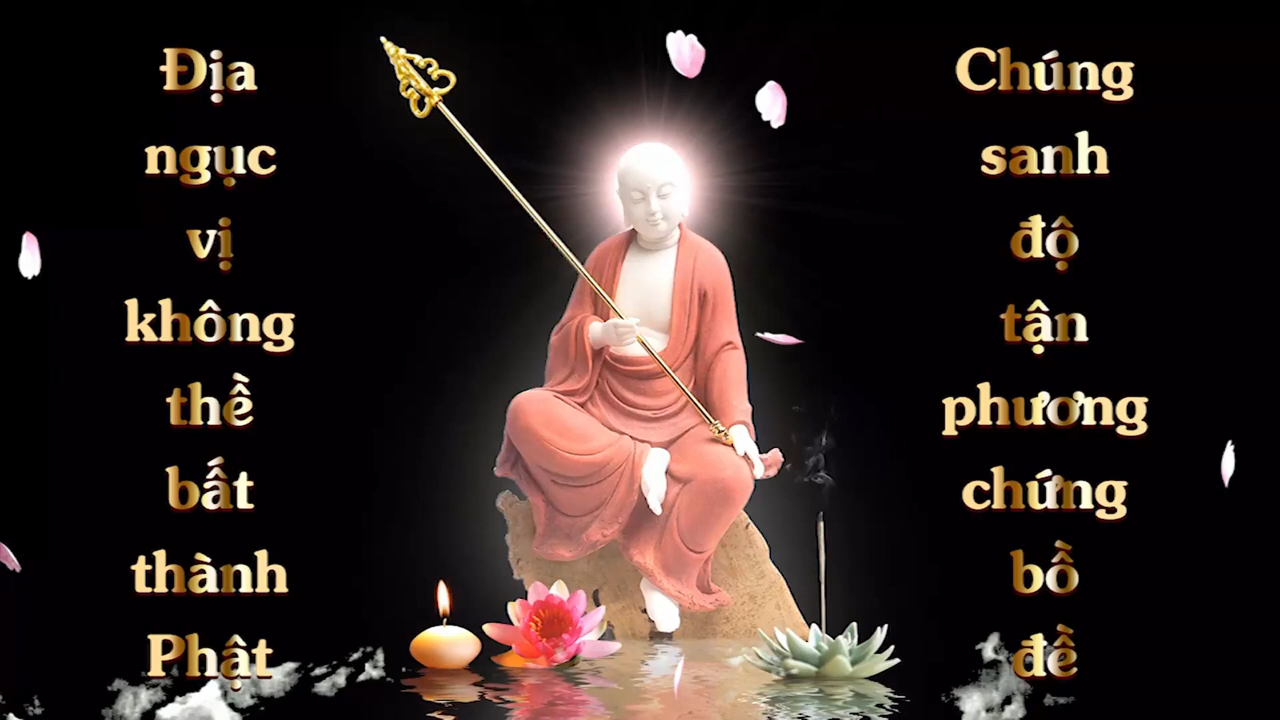 Địa
ngục
vị
không
thề
bất
thành
Phật
Chúng
sanh
độ
tận
phương
chứng
bồ
đề